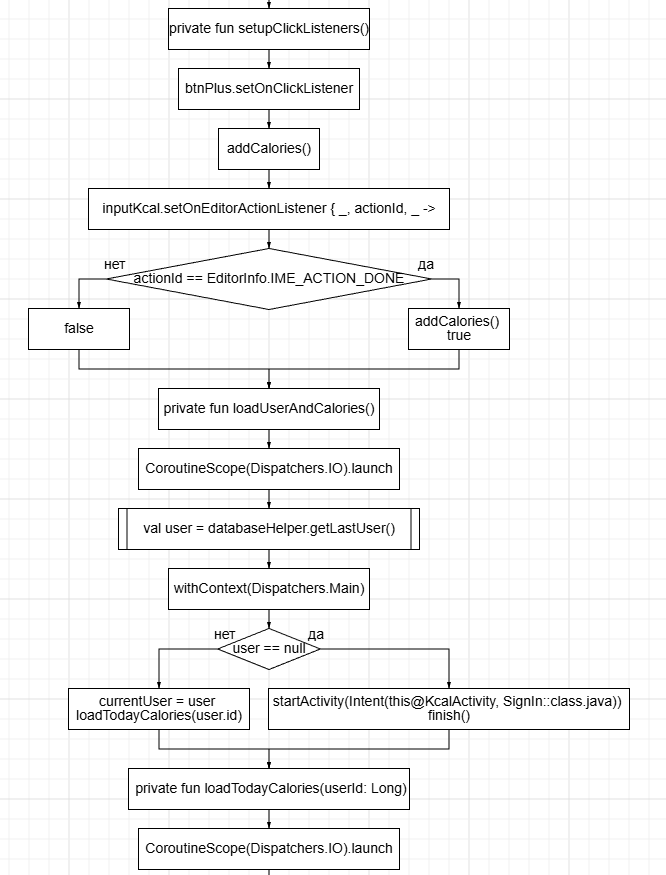 private fun setupClickListeners()
btnPlus.setOnClickListener
addCalories()
inputKcal.setOnEditorActionListener { _, actionId, _ ->
нет
да
actionId == EditorInfo.IME_ACTION_DONE
false
addCalories()
true
private fun loadUserAndCalories()
CoroutineScope(Dispatchers.IO).launch
val user = databaseHelper.getLastUser()
withContext(Dispatchers.Main)
нет
да
user == null
currentUser = user
loadTodayCalories(user.id)
startActivity(Intent(this@KcalActivity, SignIn::class.java))
finish()
private fun loadTodayCalories(userId: Long)
CoroutineScope(Dispatchers.IO).launch